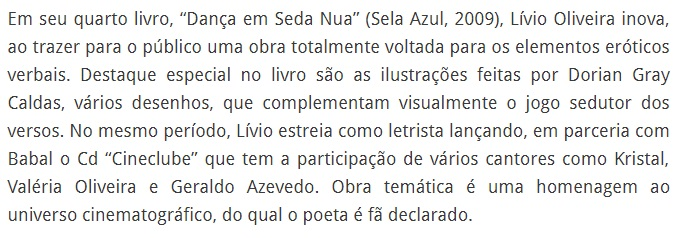 Em seu quarto livro, “Dança em Seda Nua” (Sela Azul, 2009), Lívio Oliveira inova,
ao trazer para o público uma obra totalmente voltada para os elementos eróticos
verbais. Destaque especial no livro são as ilustrações feitas por Dorian Gray
Caldas, vários desenhos, que complementam visualmente o jogo sedutor dos
versos. No mesmo período, Lívio estreia como letrista lançando, em parceria com
Babal o Cd “Cineclube” que tem a participação de vários cantores como Kristal,
Valéria Oliveira e Geraldo Azevedo. Obra temática é uma homenagem ao
universo cinematográfico, do qual o poeta é fã declarado.